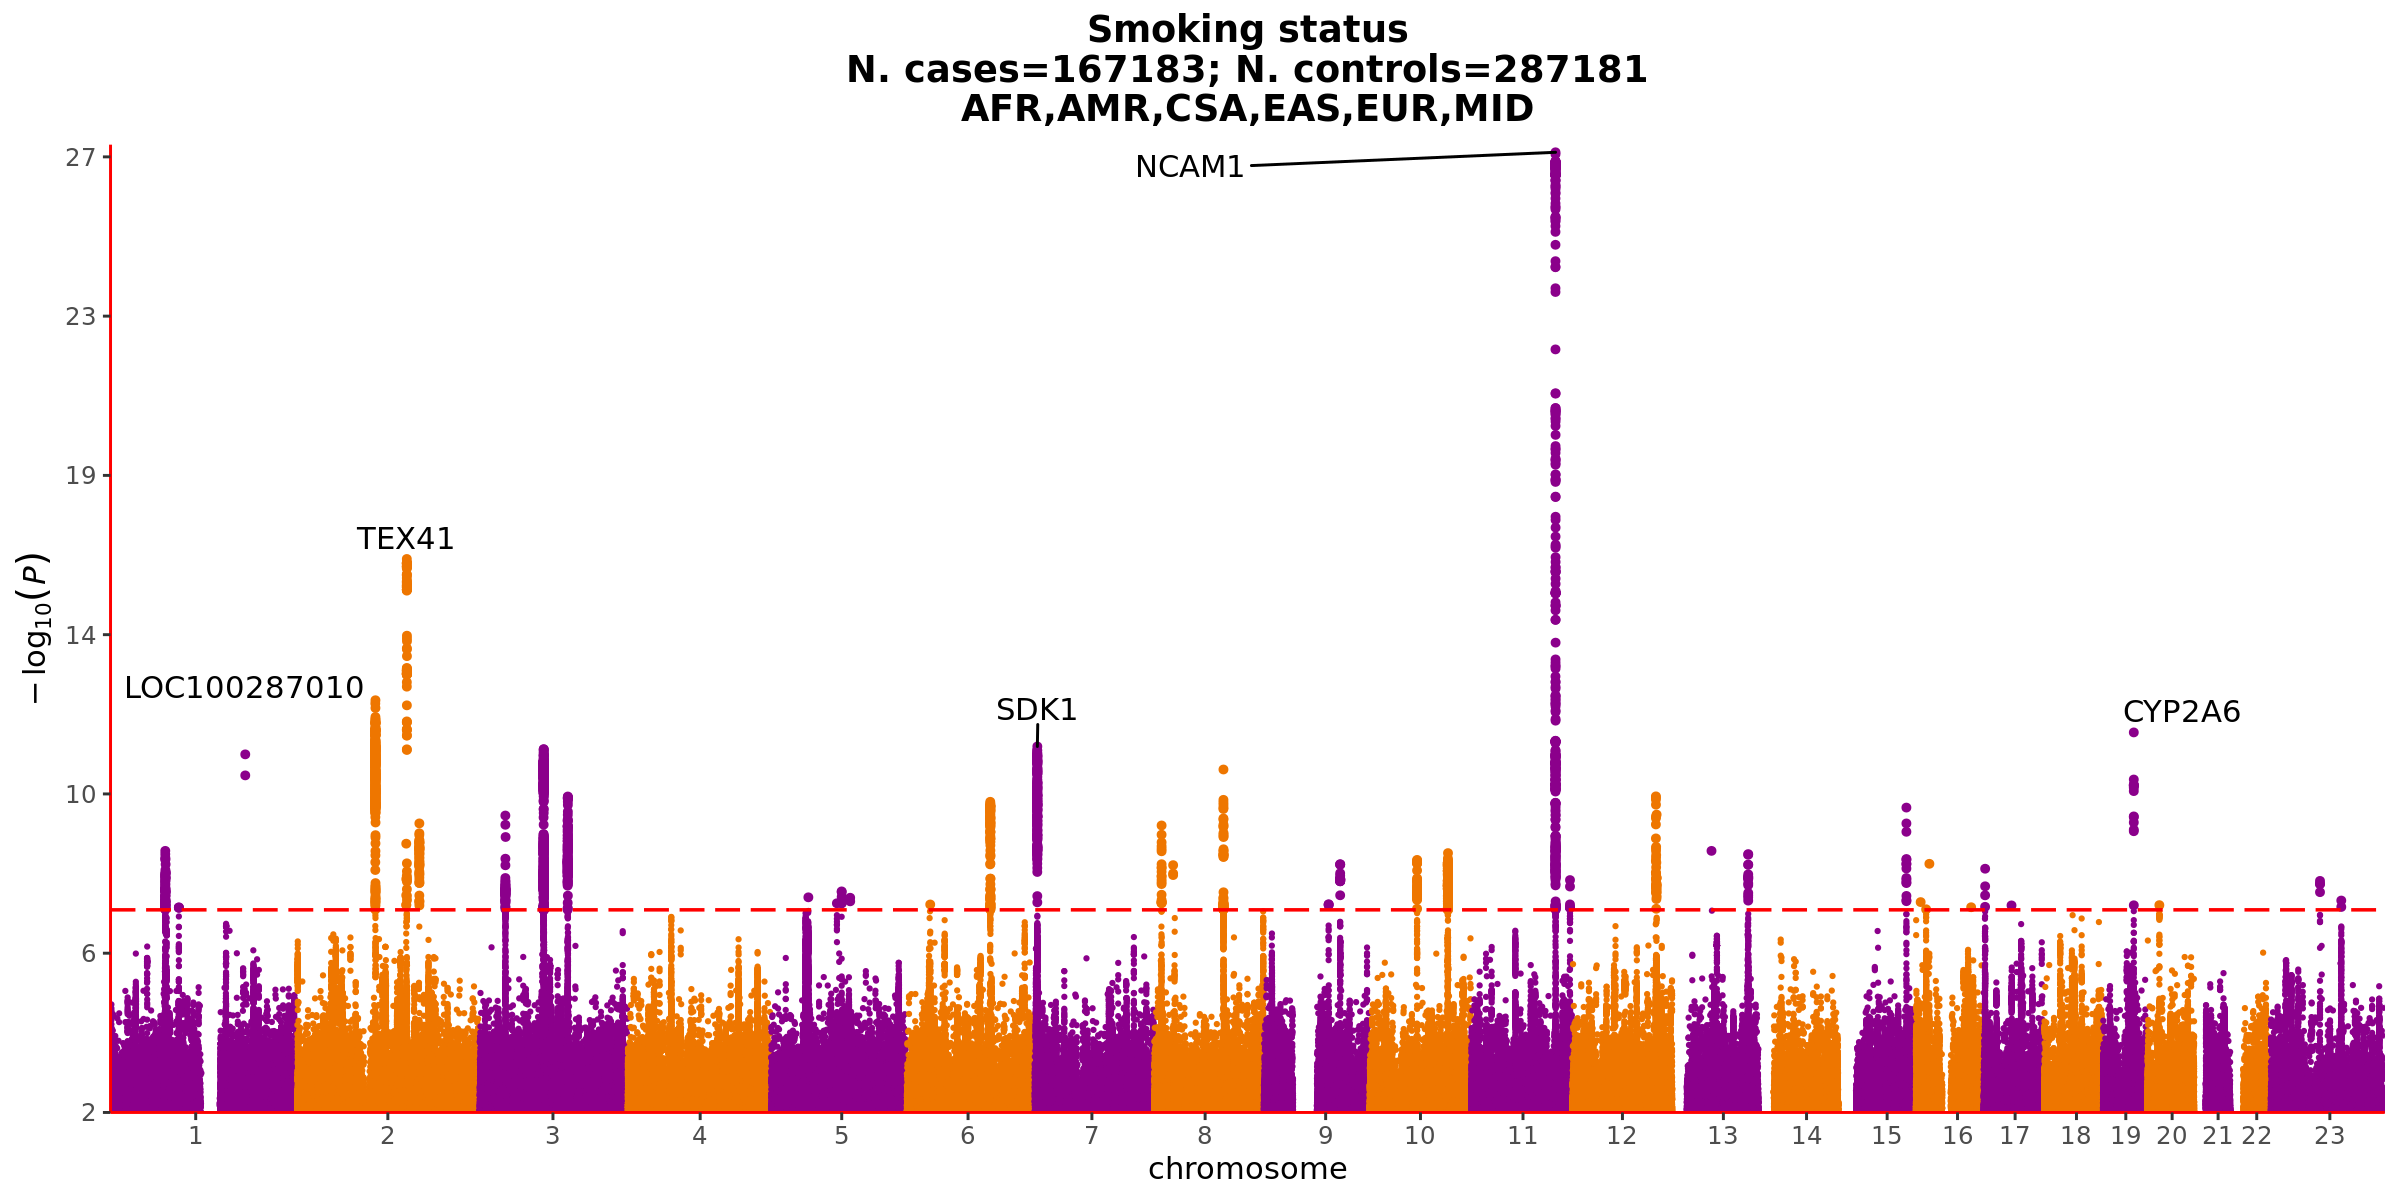 Smoking status
N. cases=167183; N. controls=287181
AFR,AMR,CSA,EAS,EUR,MID
27
23
19
14
10
6
2
−log10(P)
NCAM1
TEX41
LOC100287010
SDK1
CYP2A6
1 2 3 4 5 6 7 8 9 10 11 12 13 14 15 16 17 18 19 20 21 22 23
chromosome